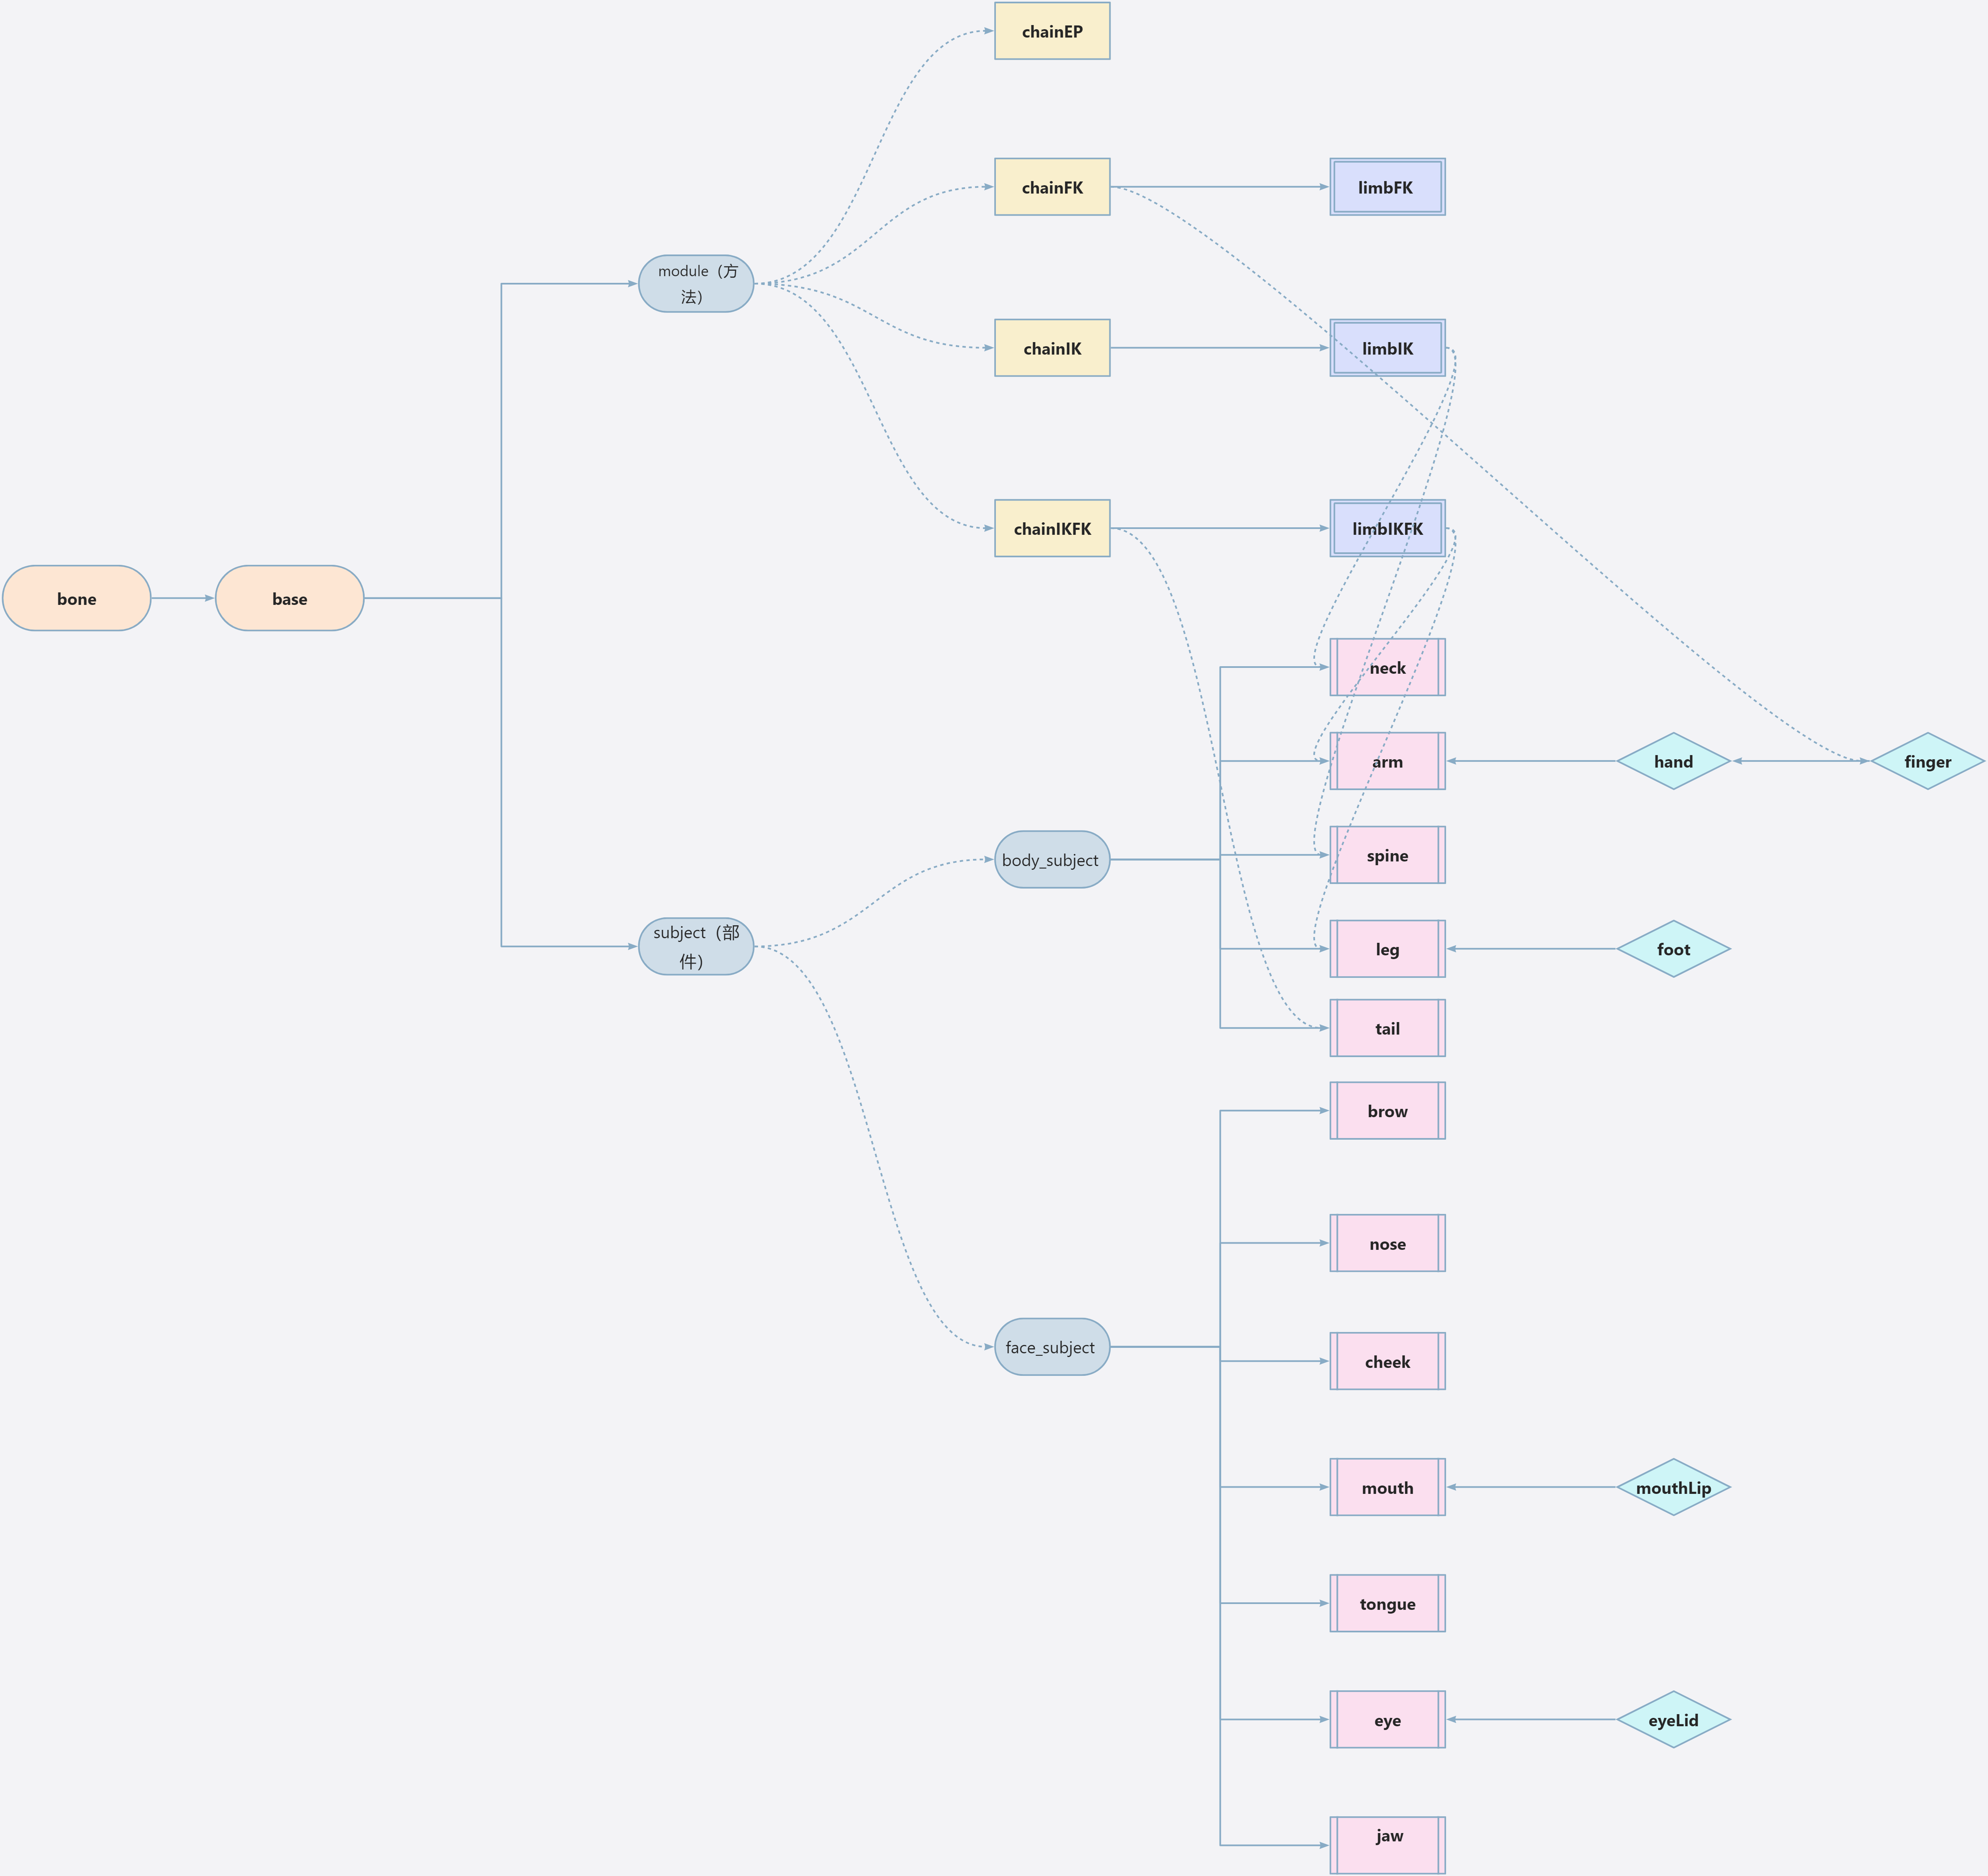 chainEP
chainFK
limbFK
module（方
法）
chainIK
limbIK
chainIKFK
limbIKFK
bone
base
neck
arm
hand
finger
body_subject
spine
subject（部
件）
leg
foot
tail
brow
nose
face_subject
cheek
mouth
mouthLip
tongue
eye
eyeLid
jaw